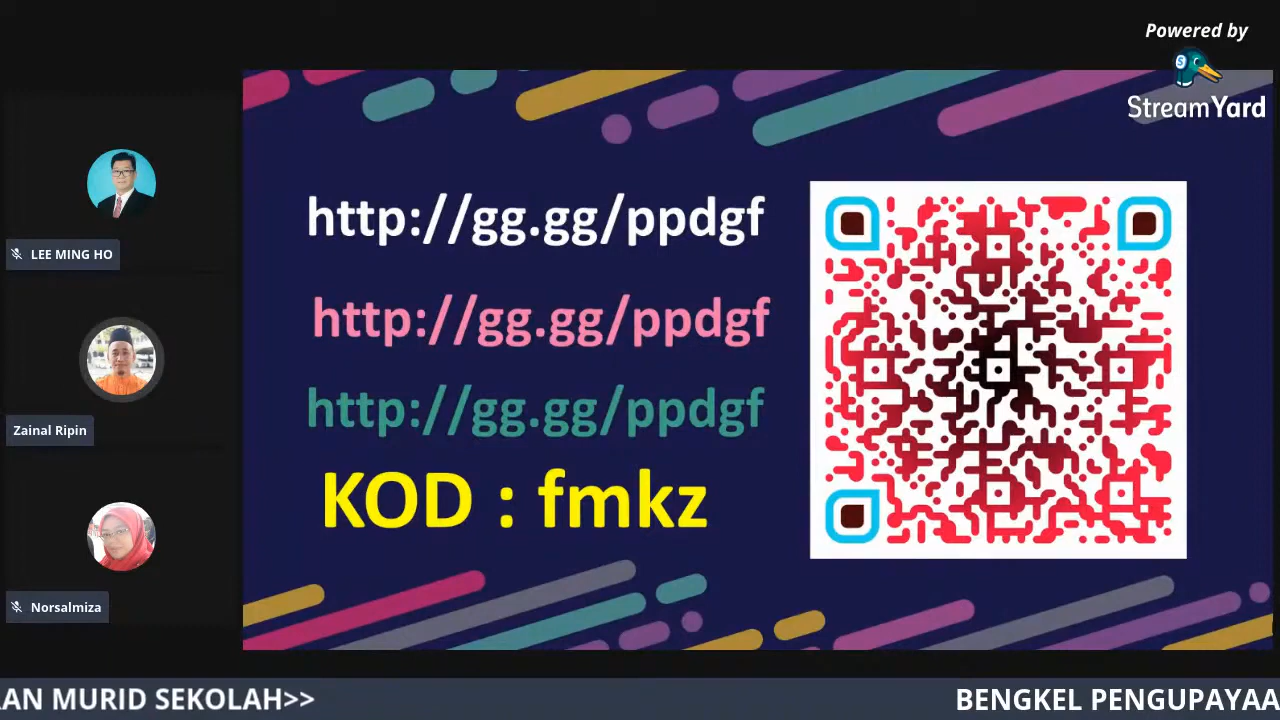 Powered by
StreamYard
LEE MING HO
Zainal Ripin
Norsalmiza
http://gg.gg/ppdgf
http://gg.gg/ppdgf
http://gg.gg/ppdgf
KOD : fmkz
AN MURID SEKOLAH>>
BENGKEL PENGUPAYAA